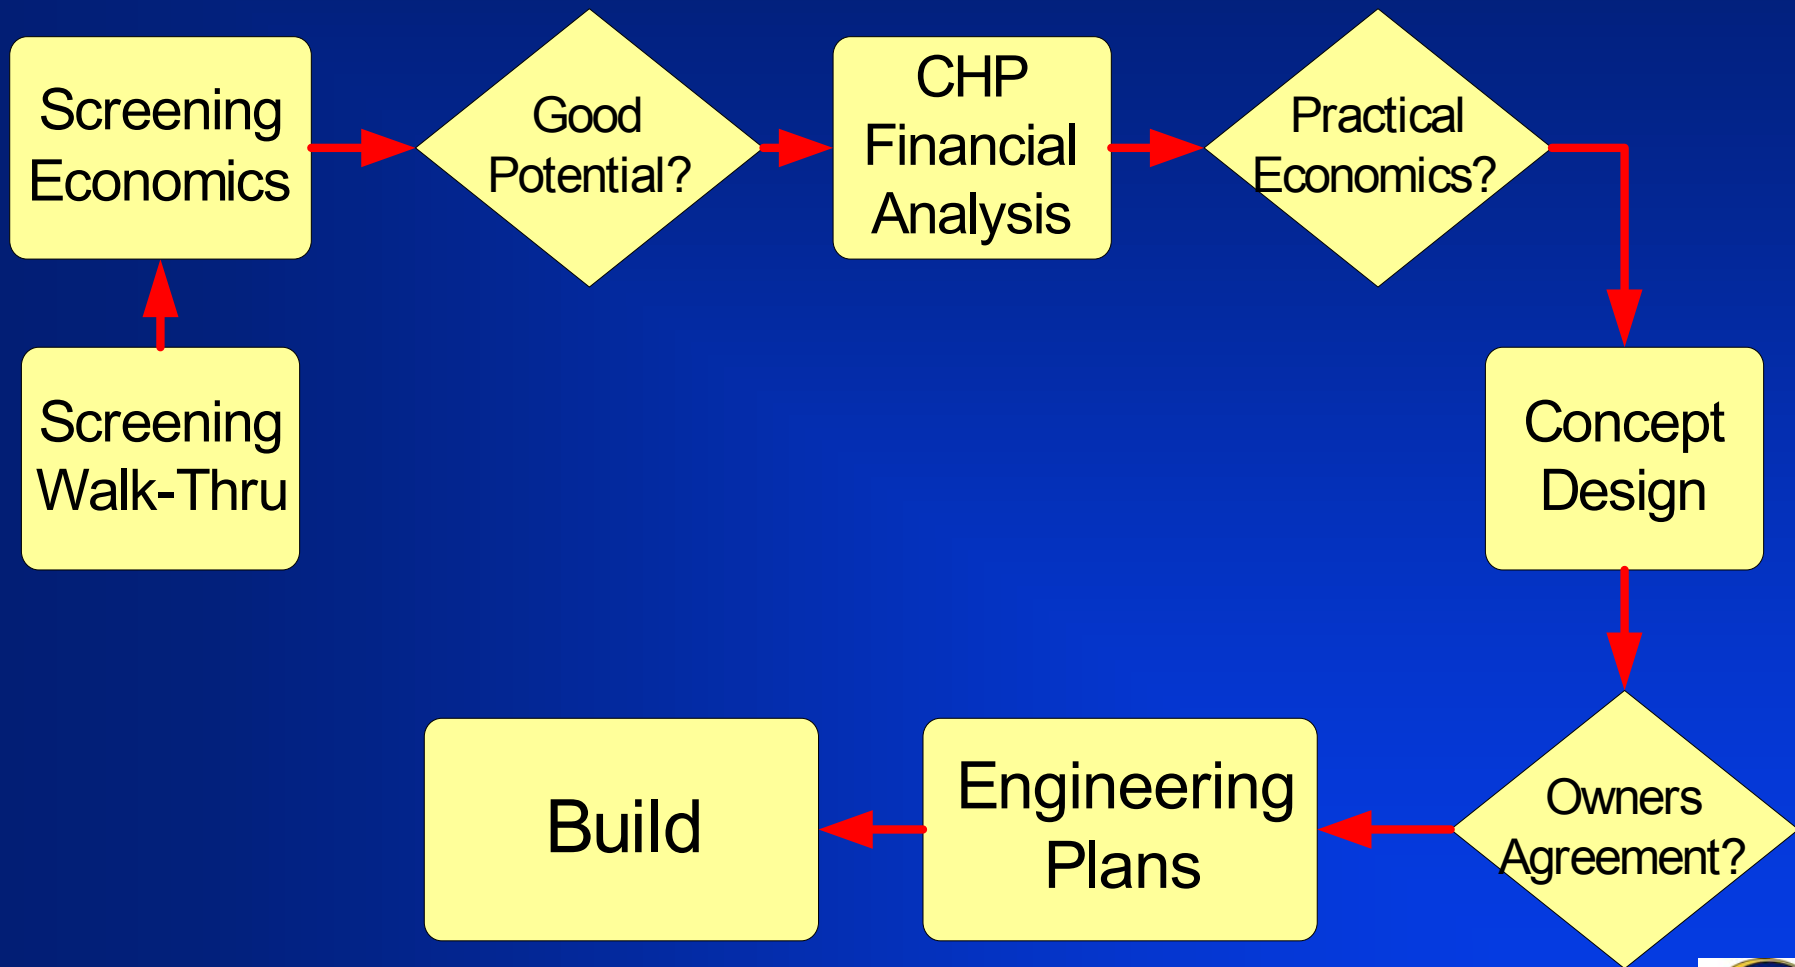 Screening
Economics
Good
Potential?
CHP
Financial
Analysis
Practical
Economics?
Screening
Walk-Thru
Concept
Design
Build
Engineering
Plans
Owners
Agreement?